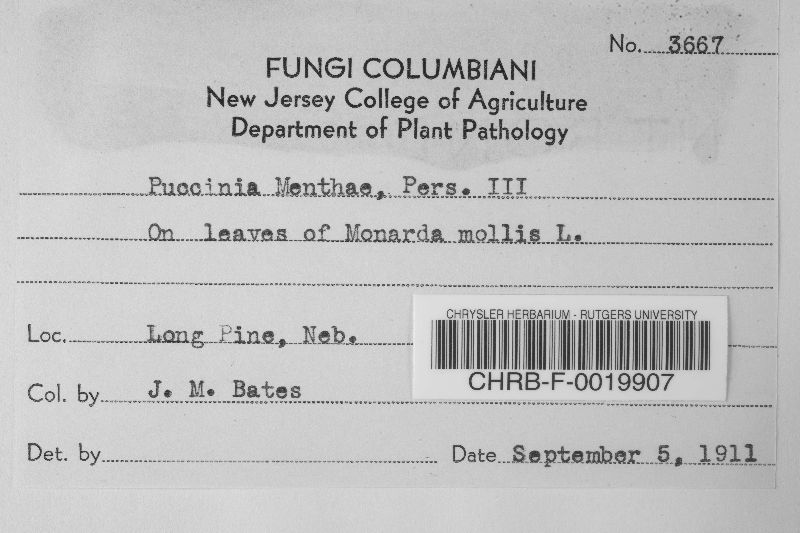 No. 3667
FUNGI COLUMBIANI
New Jersey College of Agriculture
Department of Plant Pathology
Puccinia Menthae, Pers. III
On leaves of Monarda mollis L.
Loc. Long Pine, Neb.
CHRYSLER HERBARIUM - RUTGERS UNIVERSITY
CHRB-F-0019907
Col. by J. M. Bates
Det. by
Date September 5, 1911